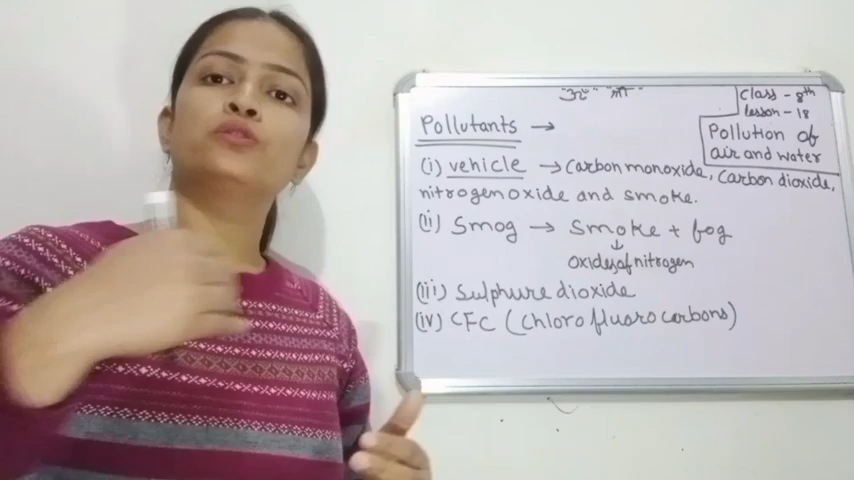 "ૐ" "માઁ"
Class - 8th
lesson - 18
Pollution of
air and water
Pollutants →
(i) vehicle → Carbon monoxide, Carbon dioxide,
nitrogen oxide and smoke.
(ii) Smog → Smoke + fog
↓
Oxides of nitrogen
(iii) Sulphure dioxide
(iv) CFC (Chloro fluoro carbons)